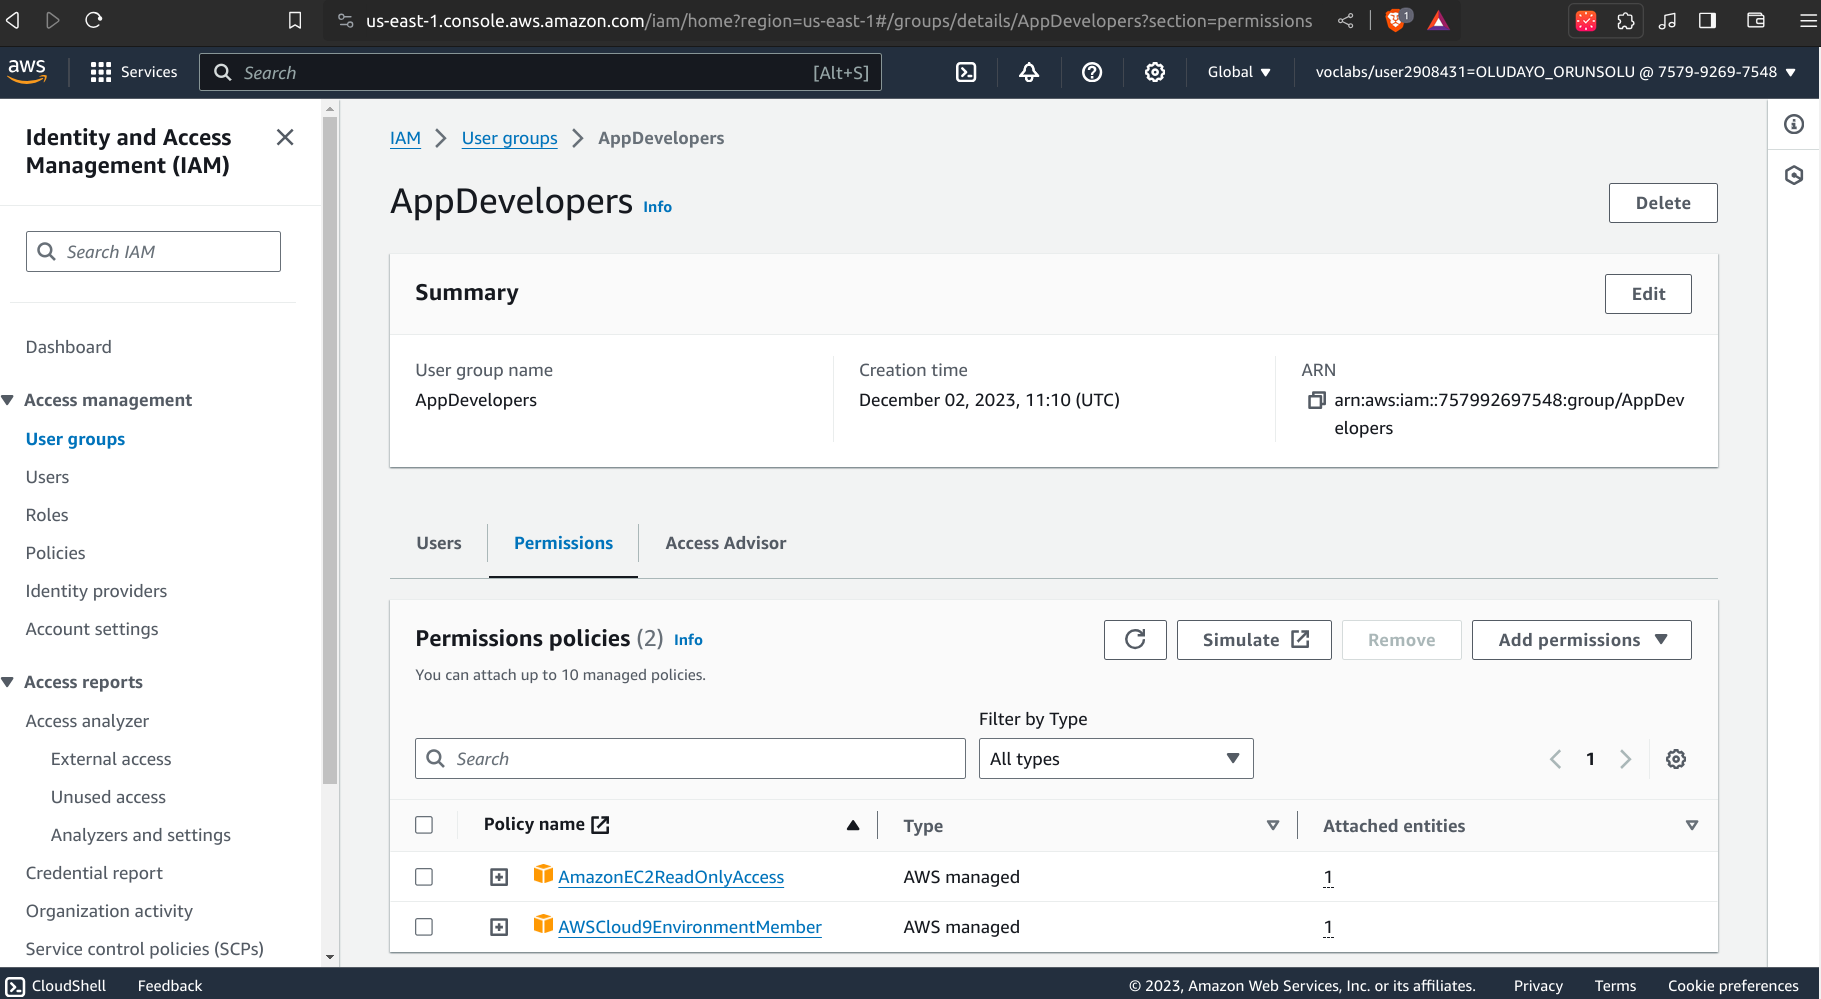 us-east-1.console.aws.amazon.com/iam/home?region=us-east-1#/groups/details/AppDevelopers?section=permissions
1
aws
Services
Search
[Alt+S]
Global
voclabs/user2908431=OLUDAYO_ORUNSOLU @ 7579-9269-7548
Identity and Access
Management (IAM)
Search IAM
Dashboard
Access management
User groups
Users
Roles
Policies
Identity providers
Account settings
Access reports
Access analyzer
External access
Unused access
Analyzers and settings
Credential report
Organization activity
Service control policies (SCPs)
IAM
User groups
AppDevelopers
AppDevelopers Info
Delete
Summary
Edit
User group name
AppDevelopers
Creation time
December 02, 2023, 11:10 (UTC)
ARN
arn:aws:iam::757992697548:group/AppDev
elopers
Users
Permissions
Access Advisor
Permissions policies (2) Info
You can attach up to 10 managed policies.
Simulate
Remove
Add permissions
Filter by Type
Search
All types
1
Policy name
Type
Attached entities
AmazonEC2ReadOnlyAccess
AWS managed
1
AWSCloud9EnvironmentMember
AWS managed
1
CloudShell
Feedback
© 2023, Amazon Web Services, Inc. or its affiliates.
Privacy
Terms
Cookie preferences